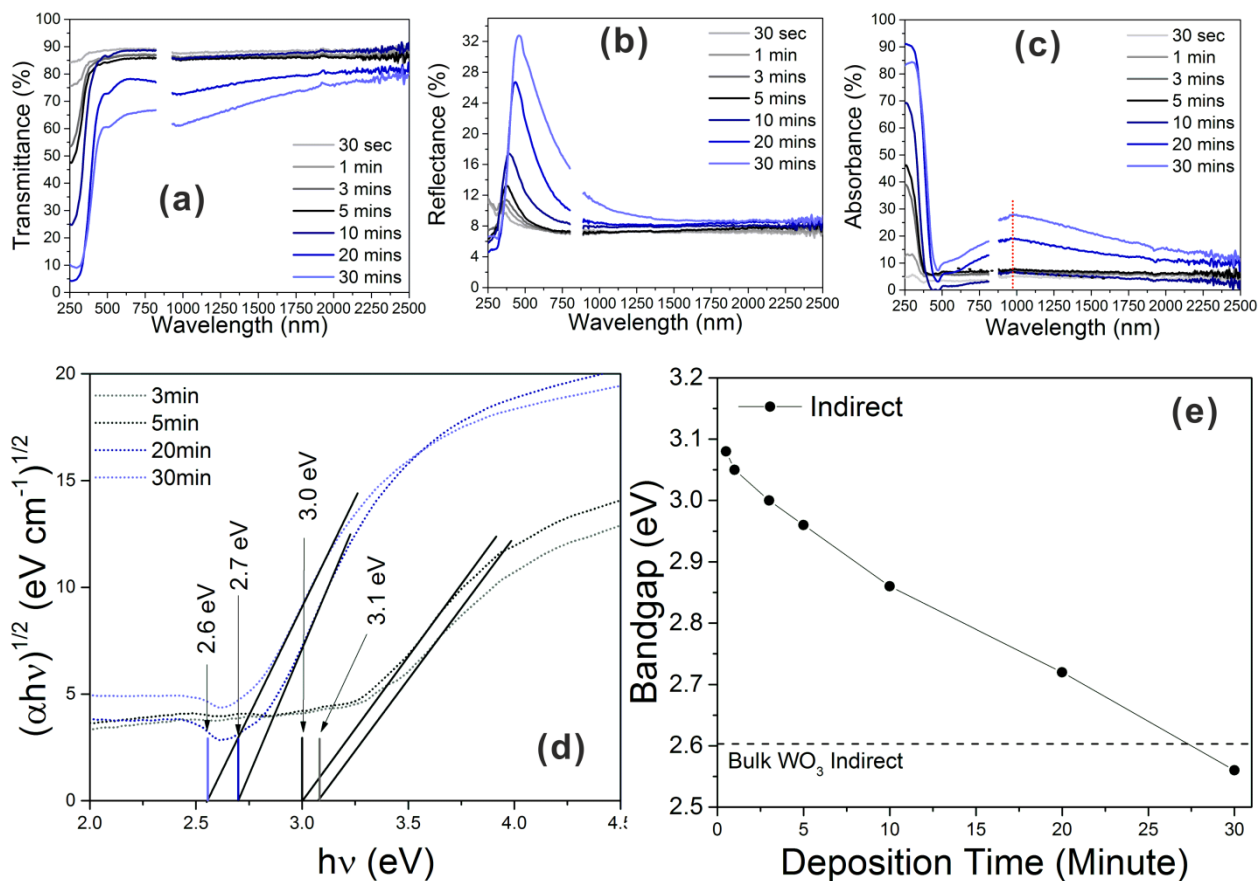 (a)
Transmittance (%)
100
90
80
70
60
50
40
30
20
10
0
30 sec
1 min
3 mins
5 mins
10 mins
20 mins
30 mins
250 500 750 1000 1250 1500 1750 2000 2250 2500
Wavelength (nm)
(b)
Reflectance (%)
32
28
24
20
16
12
8
4
0
30 sec
1 min
3 mins
5 mins
10 mins
20 mins
30 mins
250 500 750 1000 1250 1500 1750 2000 2250 2500
Wavelength (nm)
(c)
Absorbance (%)
100
90
80
70
60
50
40
30
20
10
0
30 sec
1 min
3 mins
5 mins
10 mins
20 mins
30 mins
250 500 750 1000 1250 1500 1750 2000 2250 2500
Wavelength (nm)
(αhν)1/2 (eV cm-1)1/2
20
15
10
5
0
3min
5min
20min
30min
2.6 eV
2.7 eV
3.0 eV
3.1 eV
(d)
2.0 2.5 3.0 3.5 4.0 4.5
hν (eV)
Bandgap (eV)
3.2
3.1
3.0
2.9
2.8
2.7
2.6
2.5
Indirect
(e)
Bulk WO3 Indirect
0 5 10 15 20 25 30
Deposition Time (Minute)